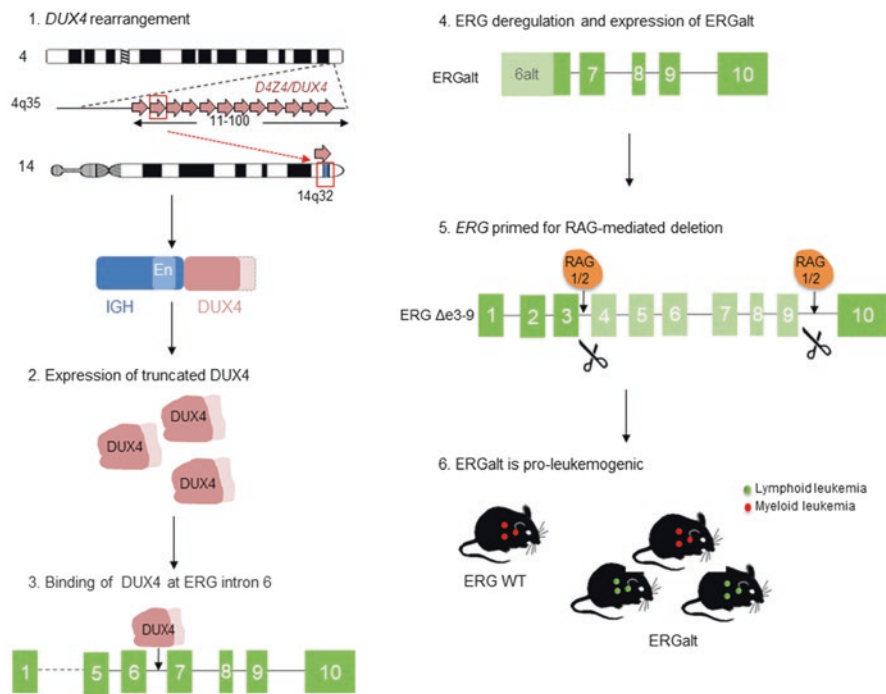 1. DUX4 rearrangement
4
D4Z4/DUX4
4q35
11-100
14
14q32
En
IGH
DUX4
2. Expression of truncated DUX4
DUX4
DUX4
DUX4
3. Binding of DUX4 at ERG intron 6
DUX4
1 5 6 7 8 9 10
4. ERG deregulation and expression of ERGalt
ERGalt 6alt 7 8 9 10
5. ERG primed for RAG-mediated deletion
RAG
1/2
RAG
1/2
ERG Δe3-9 1 2 3 4 5 6 7 8 9 10
6. ERGalt is pro-leukemogenic
Lymphoid leukemia
Myeloid leukemia
ERG WT
ERGalt